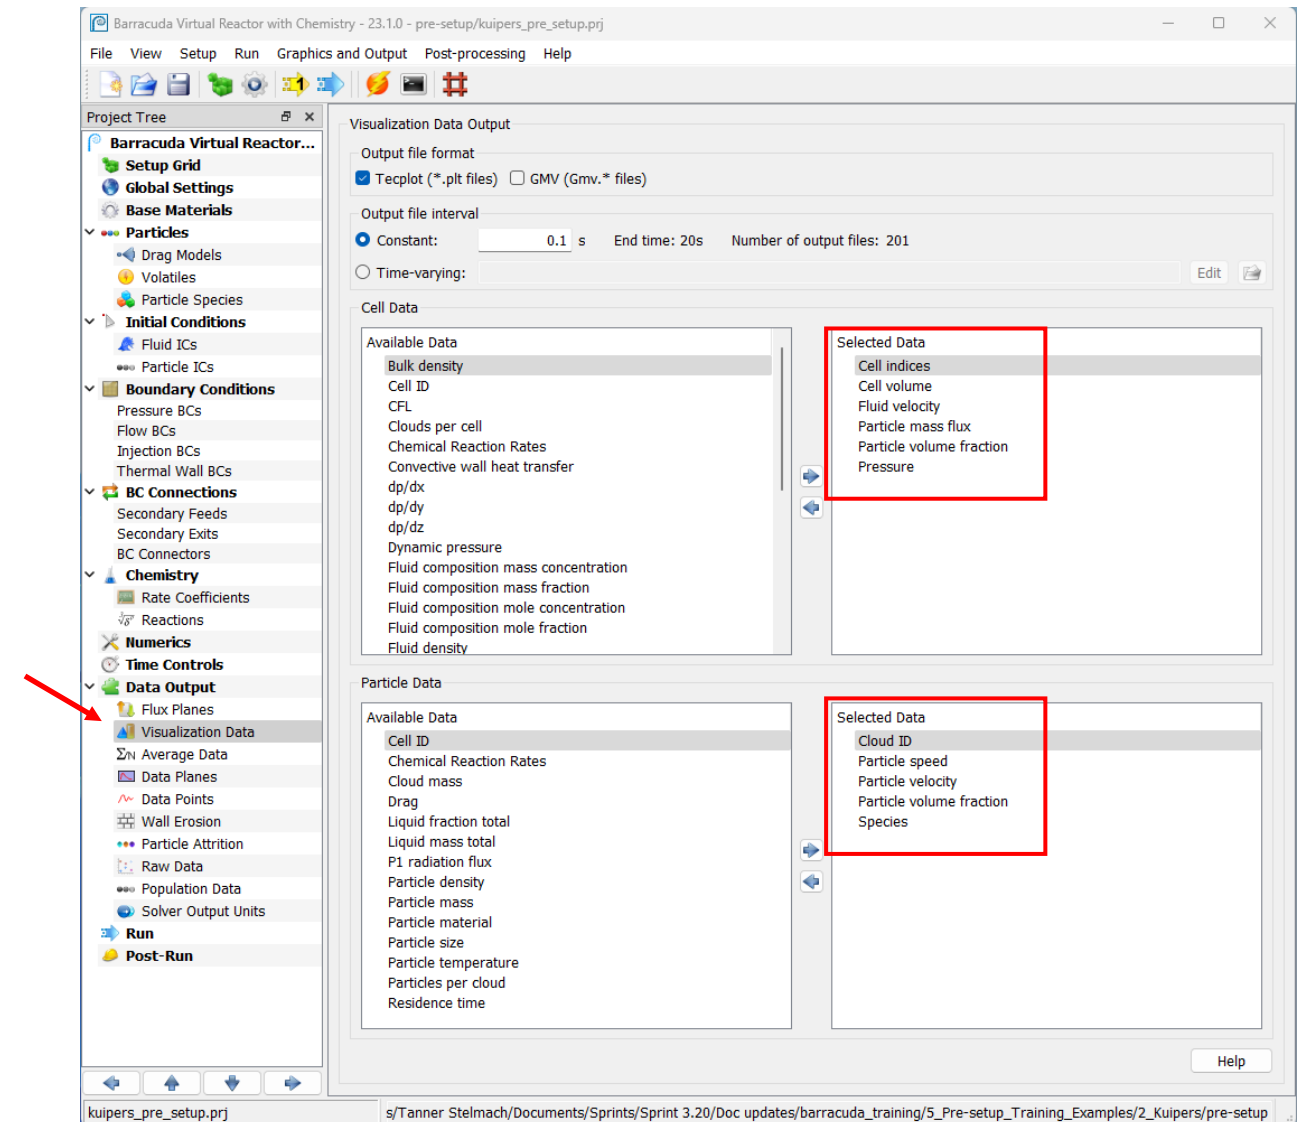 Barracuda Virtual Reactor with Chemistry - 23.1.0 - pre-setup/kuipers_pre_setup.prj
File View Setup Run Graphics and Output Post-processing Help
Project Tree
Barracuda Virtual Reactor...
Setup Grid
Global Settings
Base Materials
Particles
Drag Models
Volatiles
Particle Species
Initial Conditions
Fluid ICs
Particle ICs
Boundary Conditions
Pressure BCs
Flow BCs
Injection BCs
Thermal Wall BCs
BC Connections
Secondary Feeds
Secondary Exits
BC Connectors
Chemistry
Rate Coefficients
Reactions
Numerics
Time Controls
Data Output
Flux Planes
Visualization Data
Average Data
Data Planes
Data Points
Wall Erosion
Particle Attrition
Raw Data
Population Data
Solver Output Units
Run
Post-Run
Visualization Data Output
Output file format
Tecplot (*.plt files) GMV (Gmv.* files)
Output file interval
Constant: 0.1 s End time: 20s Number of output files: 201
Time-varying: Edit
Cell Data
Available Data
Bulk density
Cell ID
CFL
Clouds per cell
Chemical Reaction Rates
Convective wall heat transfer
dp/dx
dp/dy
dp/dz
Dynamic pressure
Fluid composition mass concentration
Fluid composition mass fraction
Fluid composition mole concentration
Fluid composition mole fraction
Fluid density
Selected Data
Cell indices
Cell volume
Fluid velocity
Particle mass flux
Particle volume fraction
Pressure
Particle Data
Available Data
Cell ID
Chemical Reaction Rates
Cloud mass
Drag
Liquid fraction total
Liquid mass total
P1 radiation flux
Particle density
Particle mass
Particle material
Particle size
Particle temperature
Particles per cloud
Residence time
Selected Data
Cloud ID
Particle speed
Particle velocity
Particle volume fraction
Species
Help
kuipers_pre_setup.prj s/Tanner Stelmach/Documents/Sprints/Sprint 3.20/Doc updates/barracuda_training/5_Pre-setup_Training_Examples/2_Kuipers/pre-setup